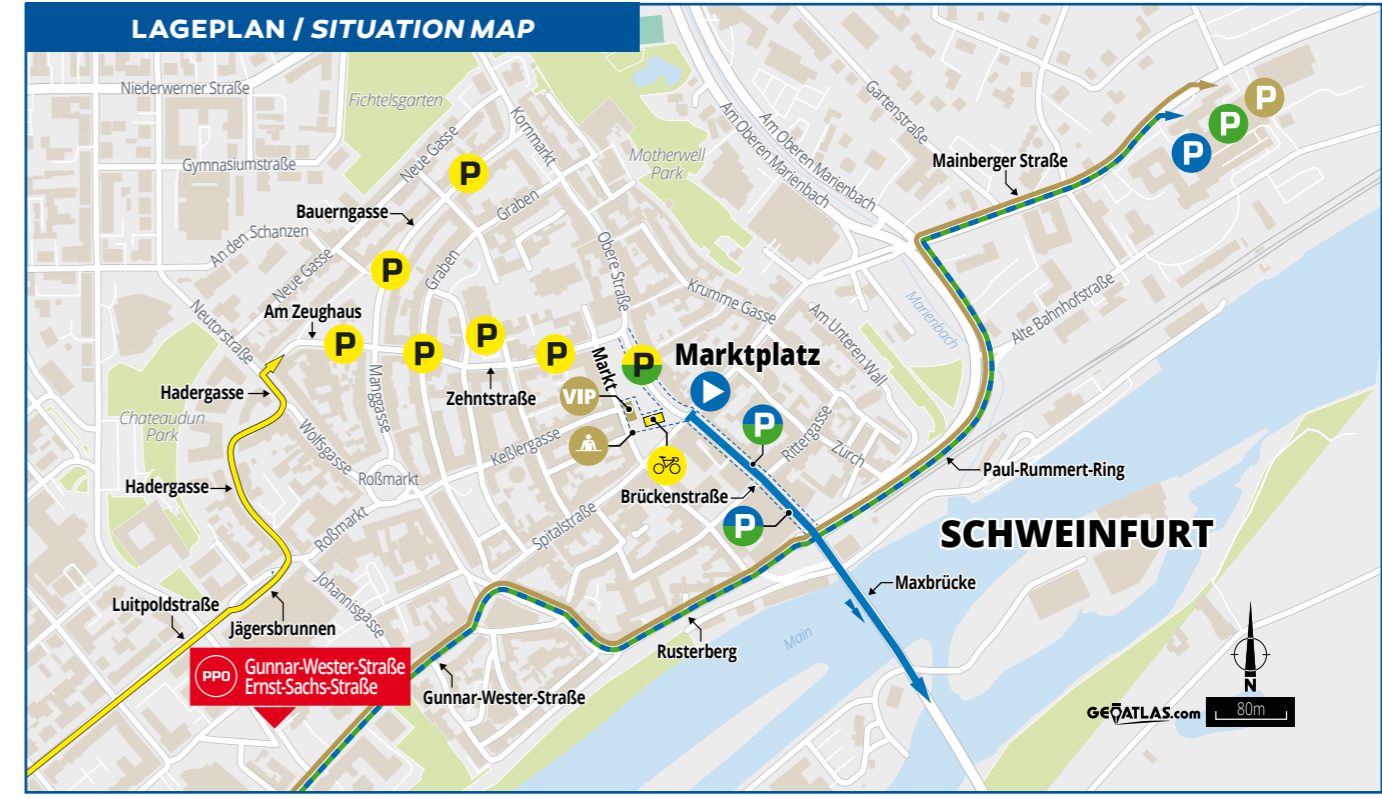 LAGEPLAN / SITUATION MAP
Niederwerner Straße
Fichtelsgarten
Kornmarkt
Am Oberen Marienbach
Am Oberen Marienbach
Gartenstraße
P
P
P
Mainberger Straße
Gymnasiumstraße
Neue Gasse
P
Motherwell
Park
Bauerngasse
Graben
An den Schanzen
Neue Gasse
P
Graben
Obere Straße
Krumme Gasse
Marienbach
Alte Bahnhofstraße
Neutorstraße
Am Zeughaus
P
P
P
P
Markt
P
Marktplatz
Am Unteren Wall
Hadergasse
Manggasse
Zehntstraße
VIP
Chateaudun
Park
Wolfsgasse
Keßlergasse
P
Rittergasse
Zürch
Roßmarkt
Paul-Rummert-Ring
Hadergasse
Brückenstraße
Roßmarkt
Spitalstraße
P
SCHWEINFURT
Johannisgasse
Maxbrücke
Luitpoldstraße
Jägersbrunnen
Main
Rusterberg
PPO
Gunnar-Wester-Straße
Ernst-Sachs-Straße
Gunnar-Wester-Straße
N
GEOATLAS.com
80m